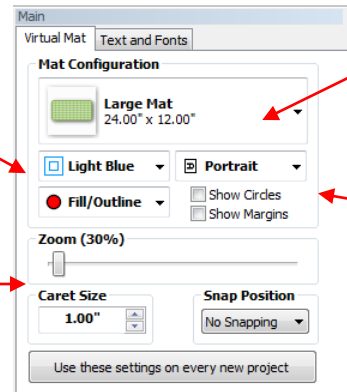 Main
Virtual Mat Text and Fonts
Mat Configuration
Large Mat
24.00" x 12.00"
Light Blue Portrait
Fill/Outline Show Circles
Show Margins
Zoom (30%)
Caret Size Snap Position
1.00" No Snapping
Use these settings on every new project